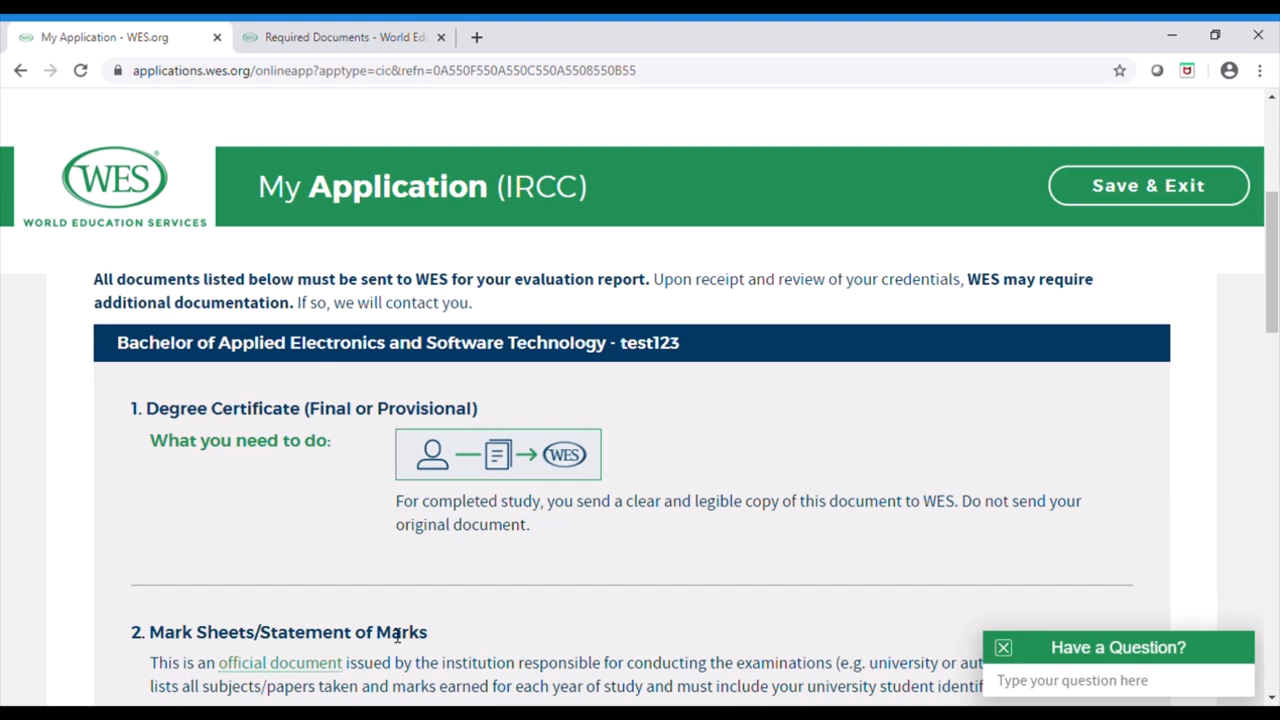 My Application - WES.org
Required Documents - World Ed
applications.wes.org/onlineapp?apptype=cic&refn=0A550F550A550C550A5508550B55
WES
WORLD EDUCATION SERVICES
My Application (IRCC)
Save & Exit
All documents listed below must be sent to WES for your evaluation report. Upon receipt and review of your credentials, WES may require
additional documentation. If so, we will contact you.
Bachelor of Applied Electronics and Software Technology - test123
1. Degree Certificate (Final or Provisional)
What you need to do:
WES
For completed study, you send a clear and legible copy of this document to WES. Do not send your
original document.
2. Mark Sheets/Statement of Marks
This is an official document issued by the institution responsible for conducting the examinations (e.g. university or aut
lists all subjects/papers taken and marks earned for each year of study and must include your university student identif
Have a Question?
Type your question here